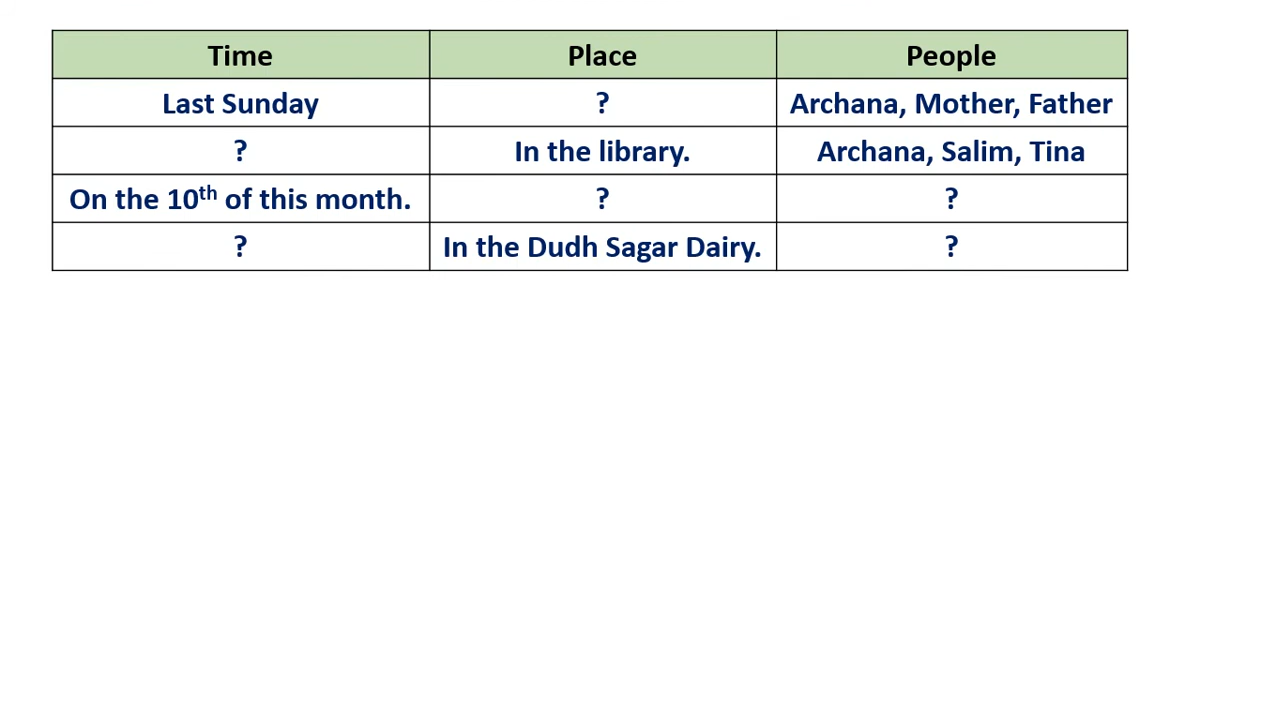 Time Place People
Last Sunday ? Archana, Mother, Father
? In the library. Archana, Salim, Tina
On the 10th of this month. ? ?
? In the Dudh Sagar Dairy. ?